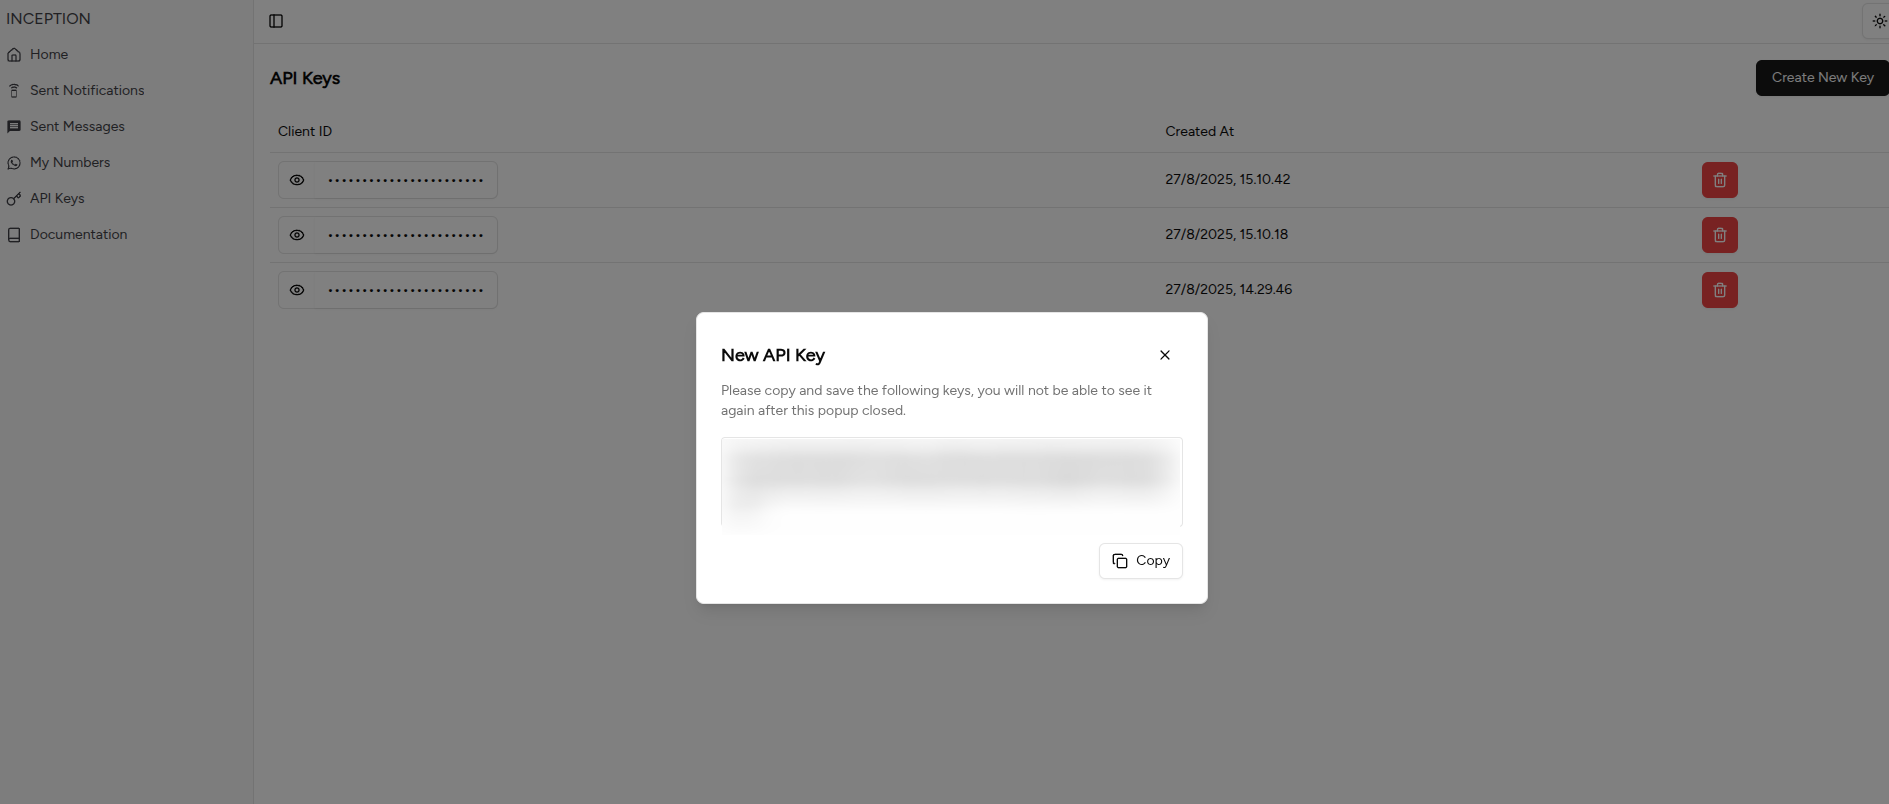 INCEPTION
Home
Sent Notifications
Sent Messages
My Numbers
API Keys
Documentation
API Keys
Create New Key
Client ID
Created At
27/8/2025, 15.10.42
27/8/2025, 15.10.18
27/8/2025, 14.29.46
New API Key
Please copy and save the following keys, you will not be able to see it
again after this popup closed.
Copy